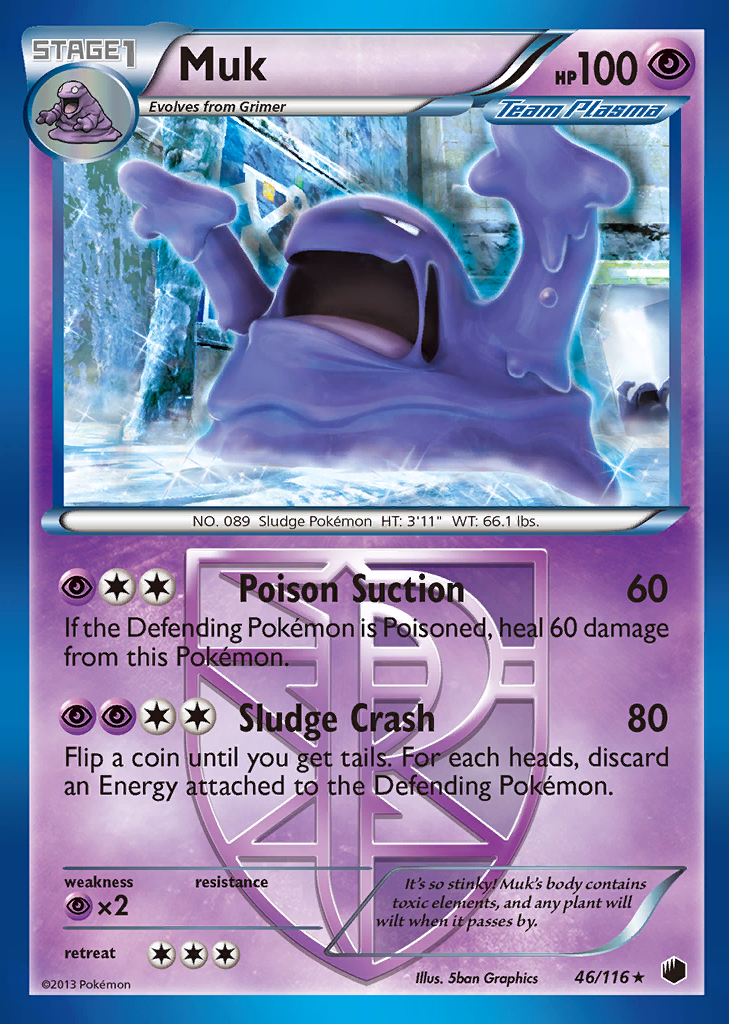 STAGE1
Muk
HP100
Evolves from Grimer
Team Plasma
NO. 089 Sludge Pokémon HT: 3'11" WT: 66.1 lbs.
Poison Suction 60
If the Defending Pokémon is Poisoned, heal 60 damage
from this Pokémon.
Sludge Crash 80
Flip a coin until you get tails. For each heads, discard
an Energy attached to the Defending Pokémon.
weakness resistance
×2
It's so stinky! Muk's body contains
toxic elements, and any plant will
wilt when it passes by.
retreat
©2013 Pokémon
Illus. 5ban Graphics
46/116 ★